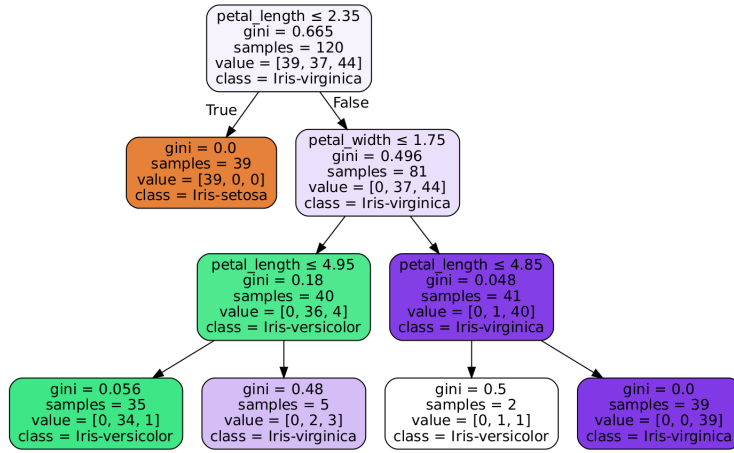 petal_length ≤ 2.35
gini = 0.665
samples = 120
value = [39, 37, 44]
class = Iris-virginica
True
False
gini = 0.0
samples = 39
value = [39, 0, 0]
class = Iris-setosa
petal_width ≤ 1.75
gini = 0.496
samples = 81
value = [0, 37, 44]
class = Iris-virginica
petal_length ≤ 4.95
gini = 0.18
samples = 40
value = [0, 36, 4]
class = Iris-versicolor
petal_length ≤ 4.85
gini = 0.048
samples = 41
value = [0, 1, 40]
class = Iris-virginica
gini = 0.056
samples = 35
value = [0, 34, 1]
class = Iris-versicolor
gini = 0.48
samples = 5
value = [0, 2, 3]
class = Iris-virginica
gini = 0.5
samples = 2
value = [0, 1, 1]
class = Iris-versicolor
gini = 0.0
samples = 39
value = [0, 0, 39]
class = Iris-virginica